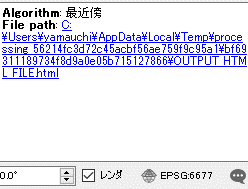 Algorithm: 最近傍
File path: C:
\Users\yamauchi\AppData\Local\Temp\proce
ssing_56214fc3d72c45acbf56ae759f9c95a1\bf69
311189734f8d9a0e05b715127866\OUTPUT_HTM
L_FILE.html
0.0°
レンダ
EPSG:6677